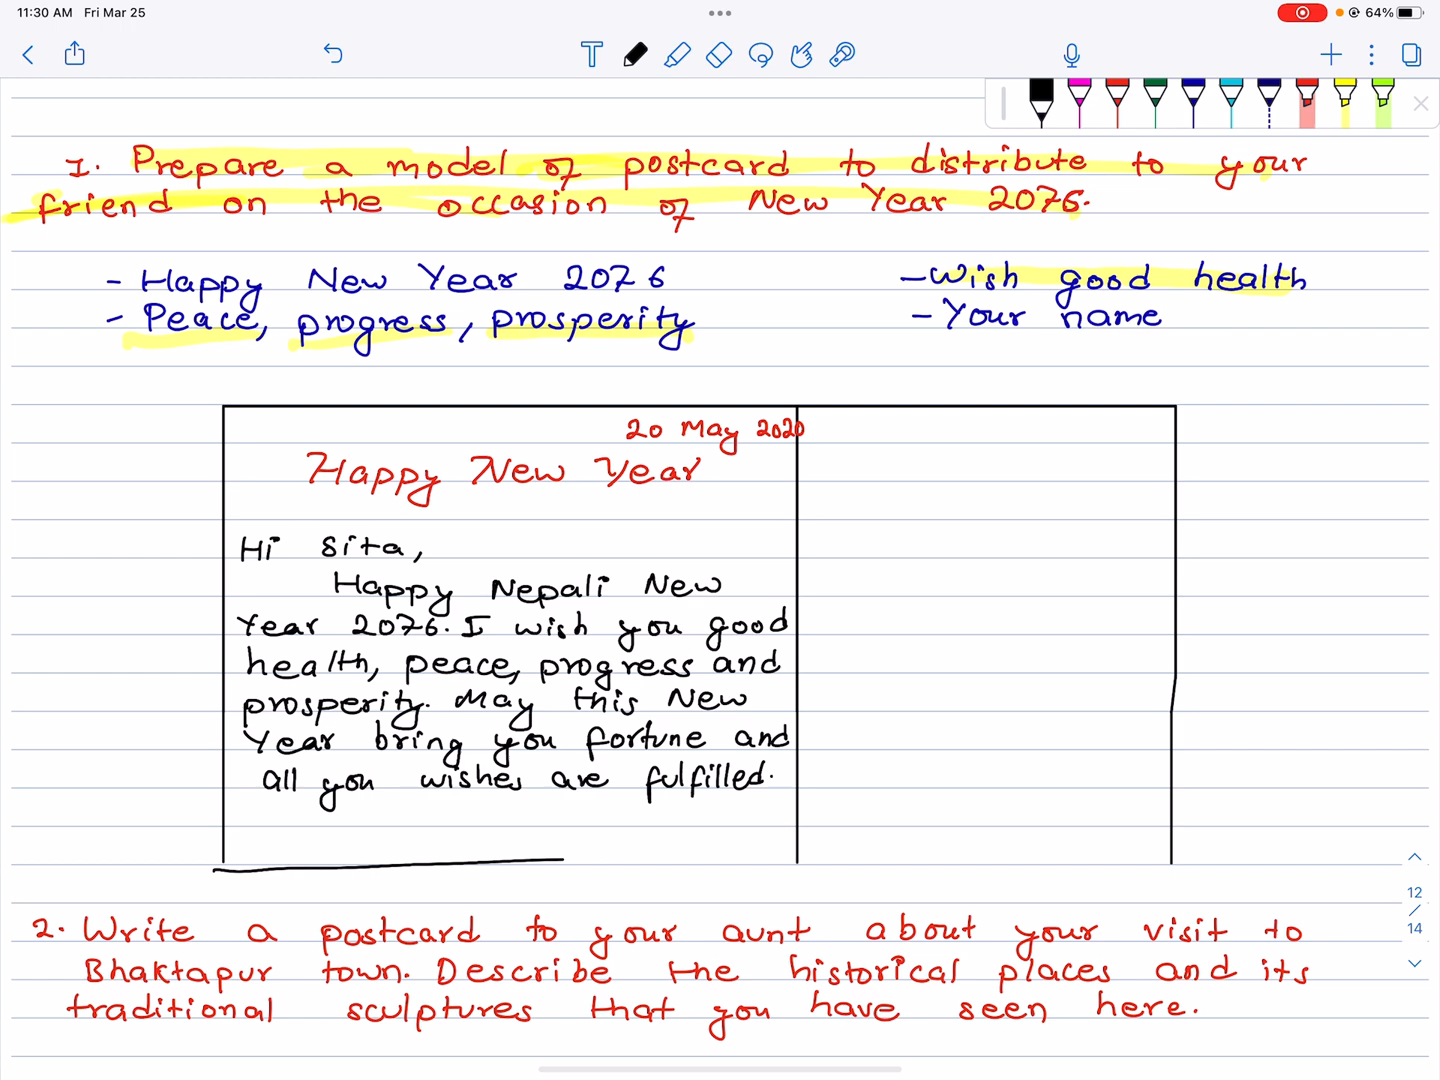 11:30 AM Fri Mar 25
64%
1. Prepare a model of postcard to distribute to your
friend on the occasion of New Year 2076.
- Happy New Year 2076
- Peace, progress, prosperity
- Wish good health
- Your name
20 May 2020
Happy New Year
Hi Sita,
Happy Nepali New
Year 2076. I wish you good
health, peace, progress and
prosperity. May this New
Year bring you fortune and
all you wishes are fulfilled.
12
/
14
2. Write a postcard to your aunt about your visit to
Bhaktapur town. Describe the historical places and its
traditional sculptures that you have seen here.